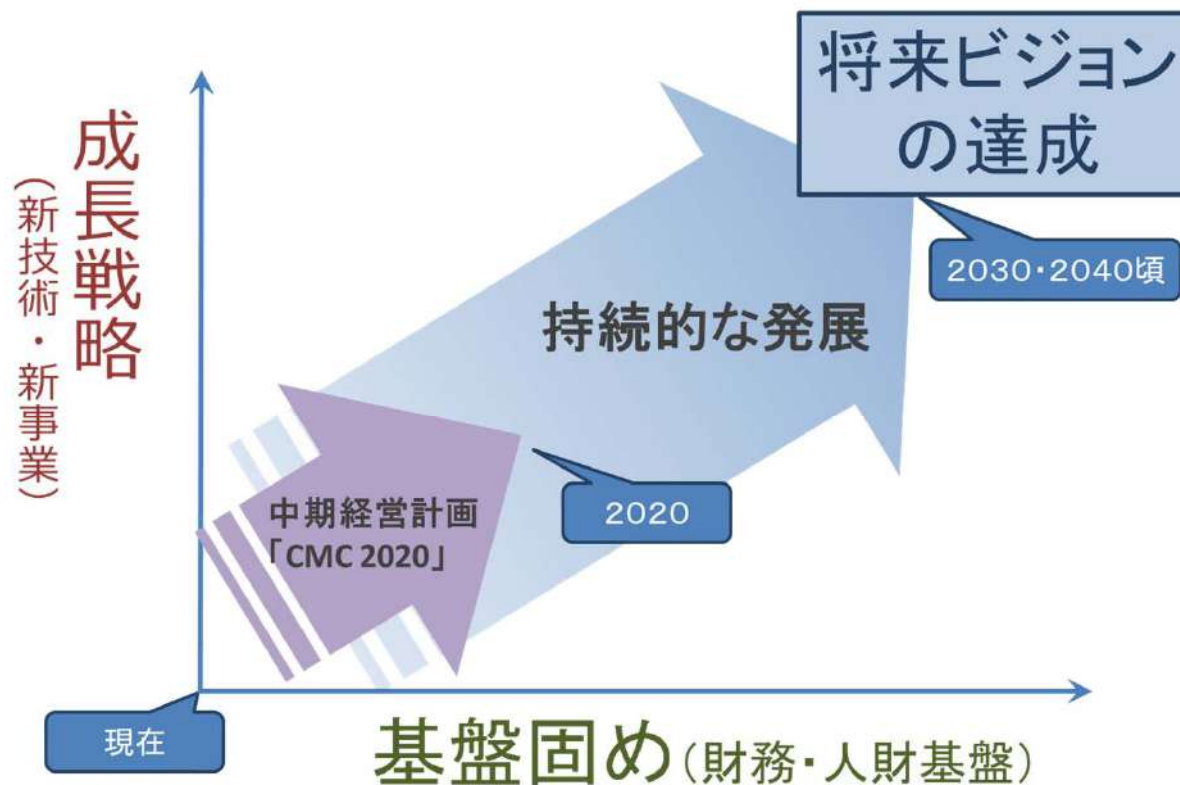 将来ビジョン
の達成
2030・2040頃
成長戦略
（新技術・新事業）
持続的な発展
2020
中期経営計画
「CMC 2020」
現在
基盤固め（財務・人財基盤）